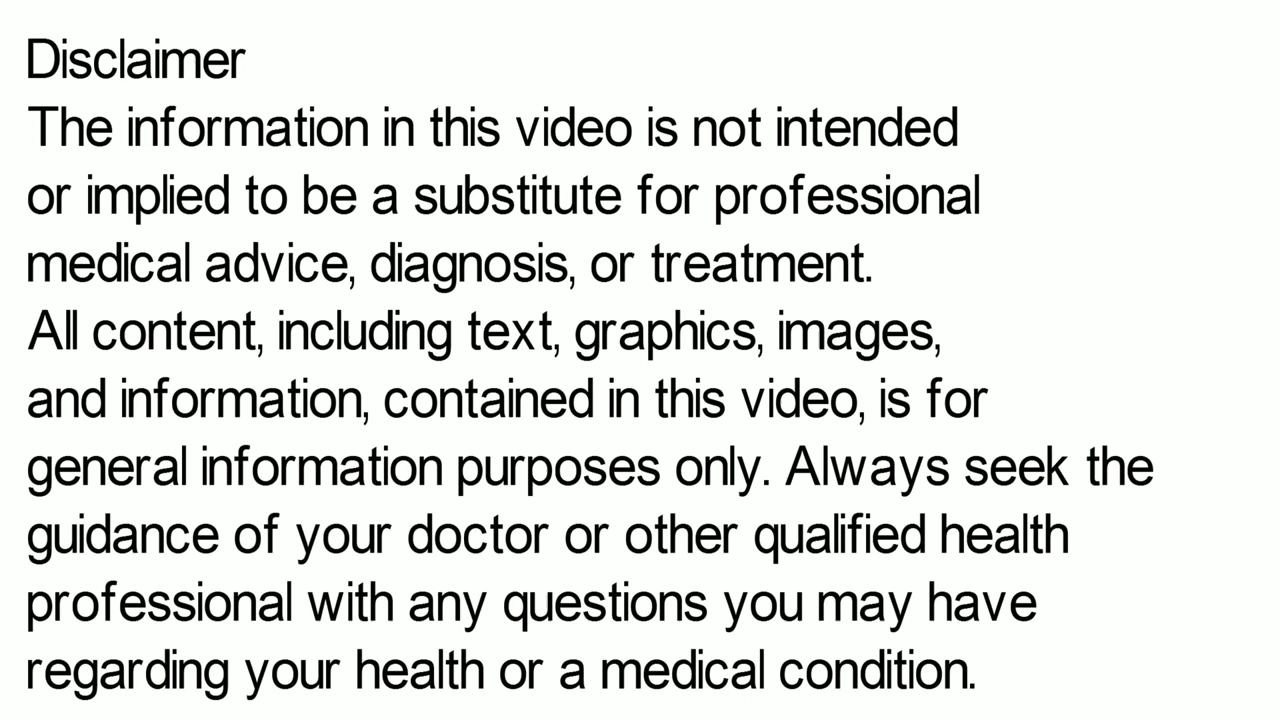 Disclaimer
The information in this video is not intended
or implied to be a substitute for professional
medical advice, diagnosis, or treatment.
All content, including text, graphics, images,
and information, contained in this video, is for
general information purposes only. Always seek the
guidance of your doctor or other qualified health
professional with any questions you may have
regarding your health or a medical condition.